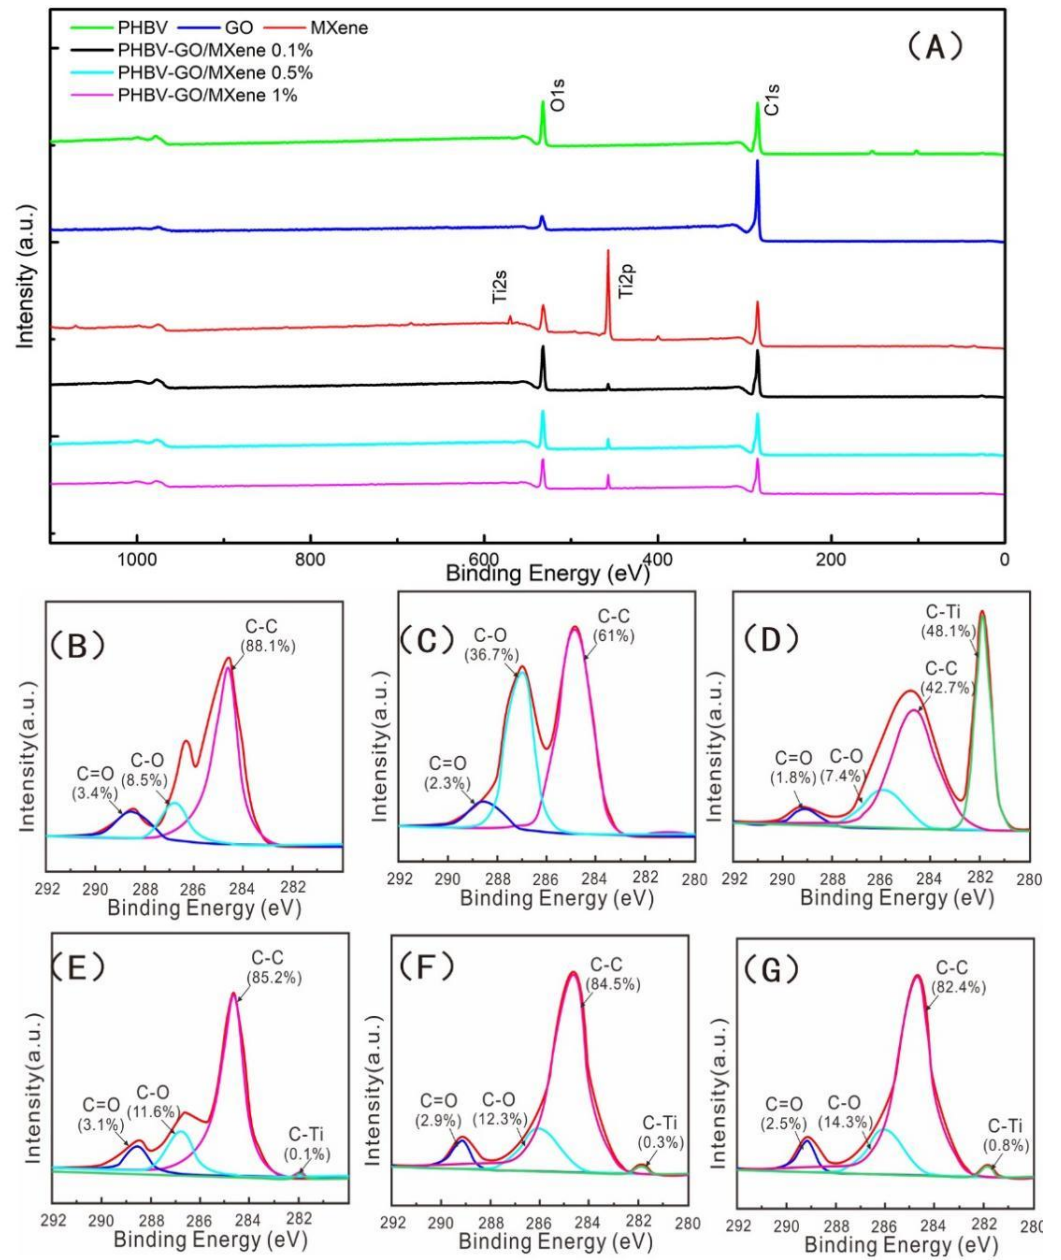 PHBV GO MXene
PHBV-GO/MXene 0.1%
PHBV-GO/MXene 0.5%
PHBV-GO/MXene 1%
(A)
O1s
C1s
Ti2s
Ti2p
Intensity (a.u.)
1000 800 600 400 200 0
Binding Energy (eV)
(B)
C-C
(88.1%)
C-O
(8.5%)
C=O
(3.4%)
Intensity(a.u.)
292 290 288 286 284 282
Binding Energy (eV)
(C)
C-O
(36.7%)
C-C
(61%)
C=O
(2.3%)
Intensity(a.u.)
292 290 288 286 284 282 280
Binding Energy (eV)
(D)
C-Ti
(48.1%)
C-C
(42.7%)
C=O
(1.8%)
C-O
(7.4%)
Intensity(a.u.)
292 290 288 286 284 282 280
Binding Energy (eV)
(E)
C-C
(85.2%)
C=O
(3.1%)
C-O
(11.6%)
C-Ti
(0.1%)
Intensity(a.u.)
292 290 288 286 284 282
Binding Energy (eV)
(F)
C-C
(84.5%)
C=O
(2.9%)
C-O
(12.3%)
C-Ti
(0.3%)
Intensity(a.u.)
292 290 288 286 284 282 280
Binding Energy (eV)
(G)
C-C
(82.4%)
C=O
(2.5%)
C-O
(14.3%)
C-Ti
(0.8%)
Intensity(a.u.)
292 290 288 286 284 282 280
Binding Energy (eV)